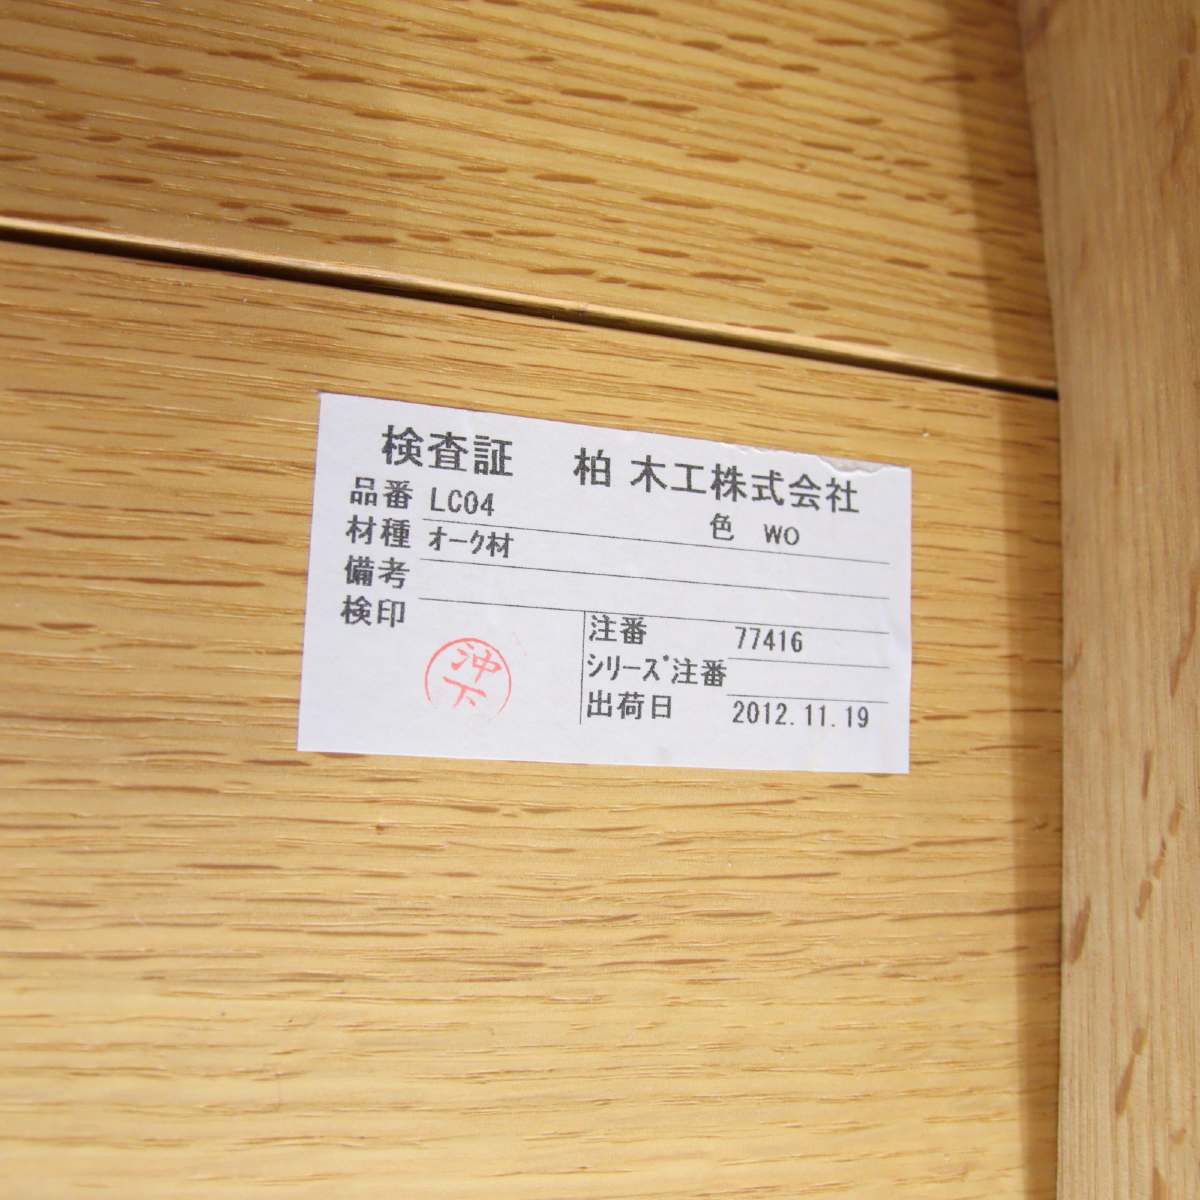 検査証 柏木工株式会社
品番 LC04 色 WO
材種 オーク材
備考
検印
沖下
注番 77416
シリーズ注番
出荷日 2012.11.19